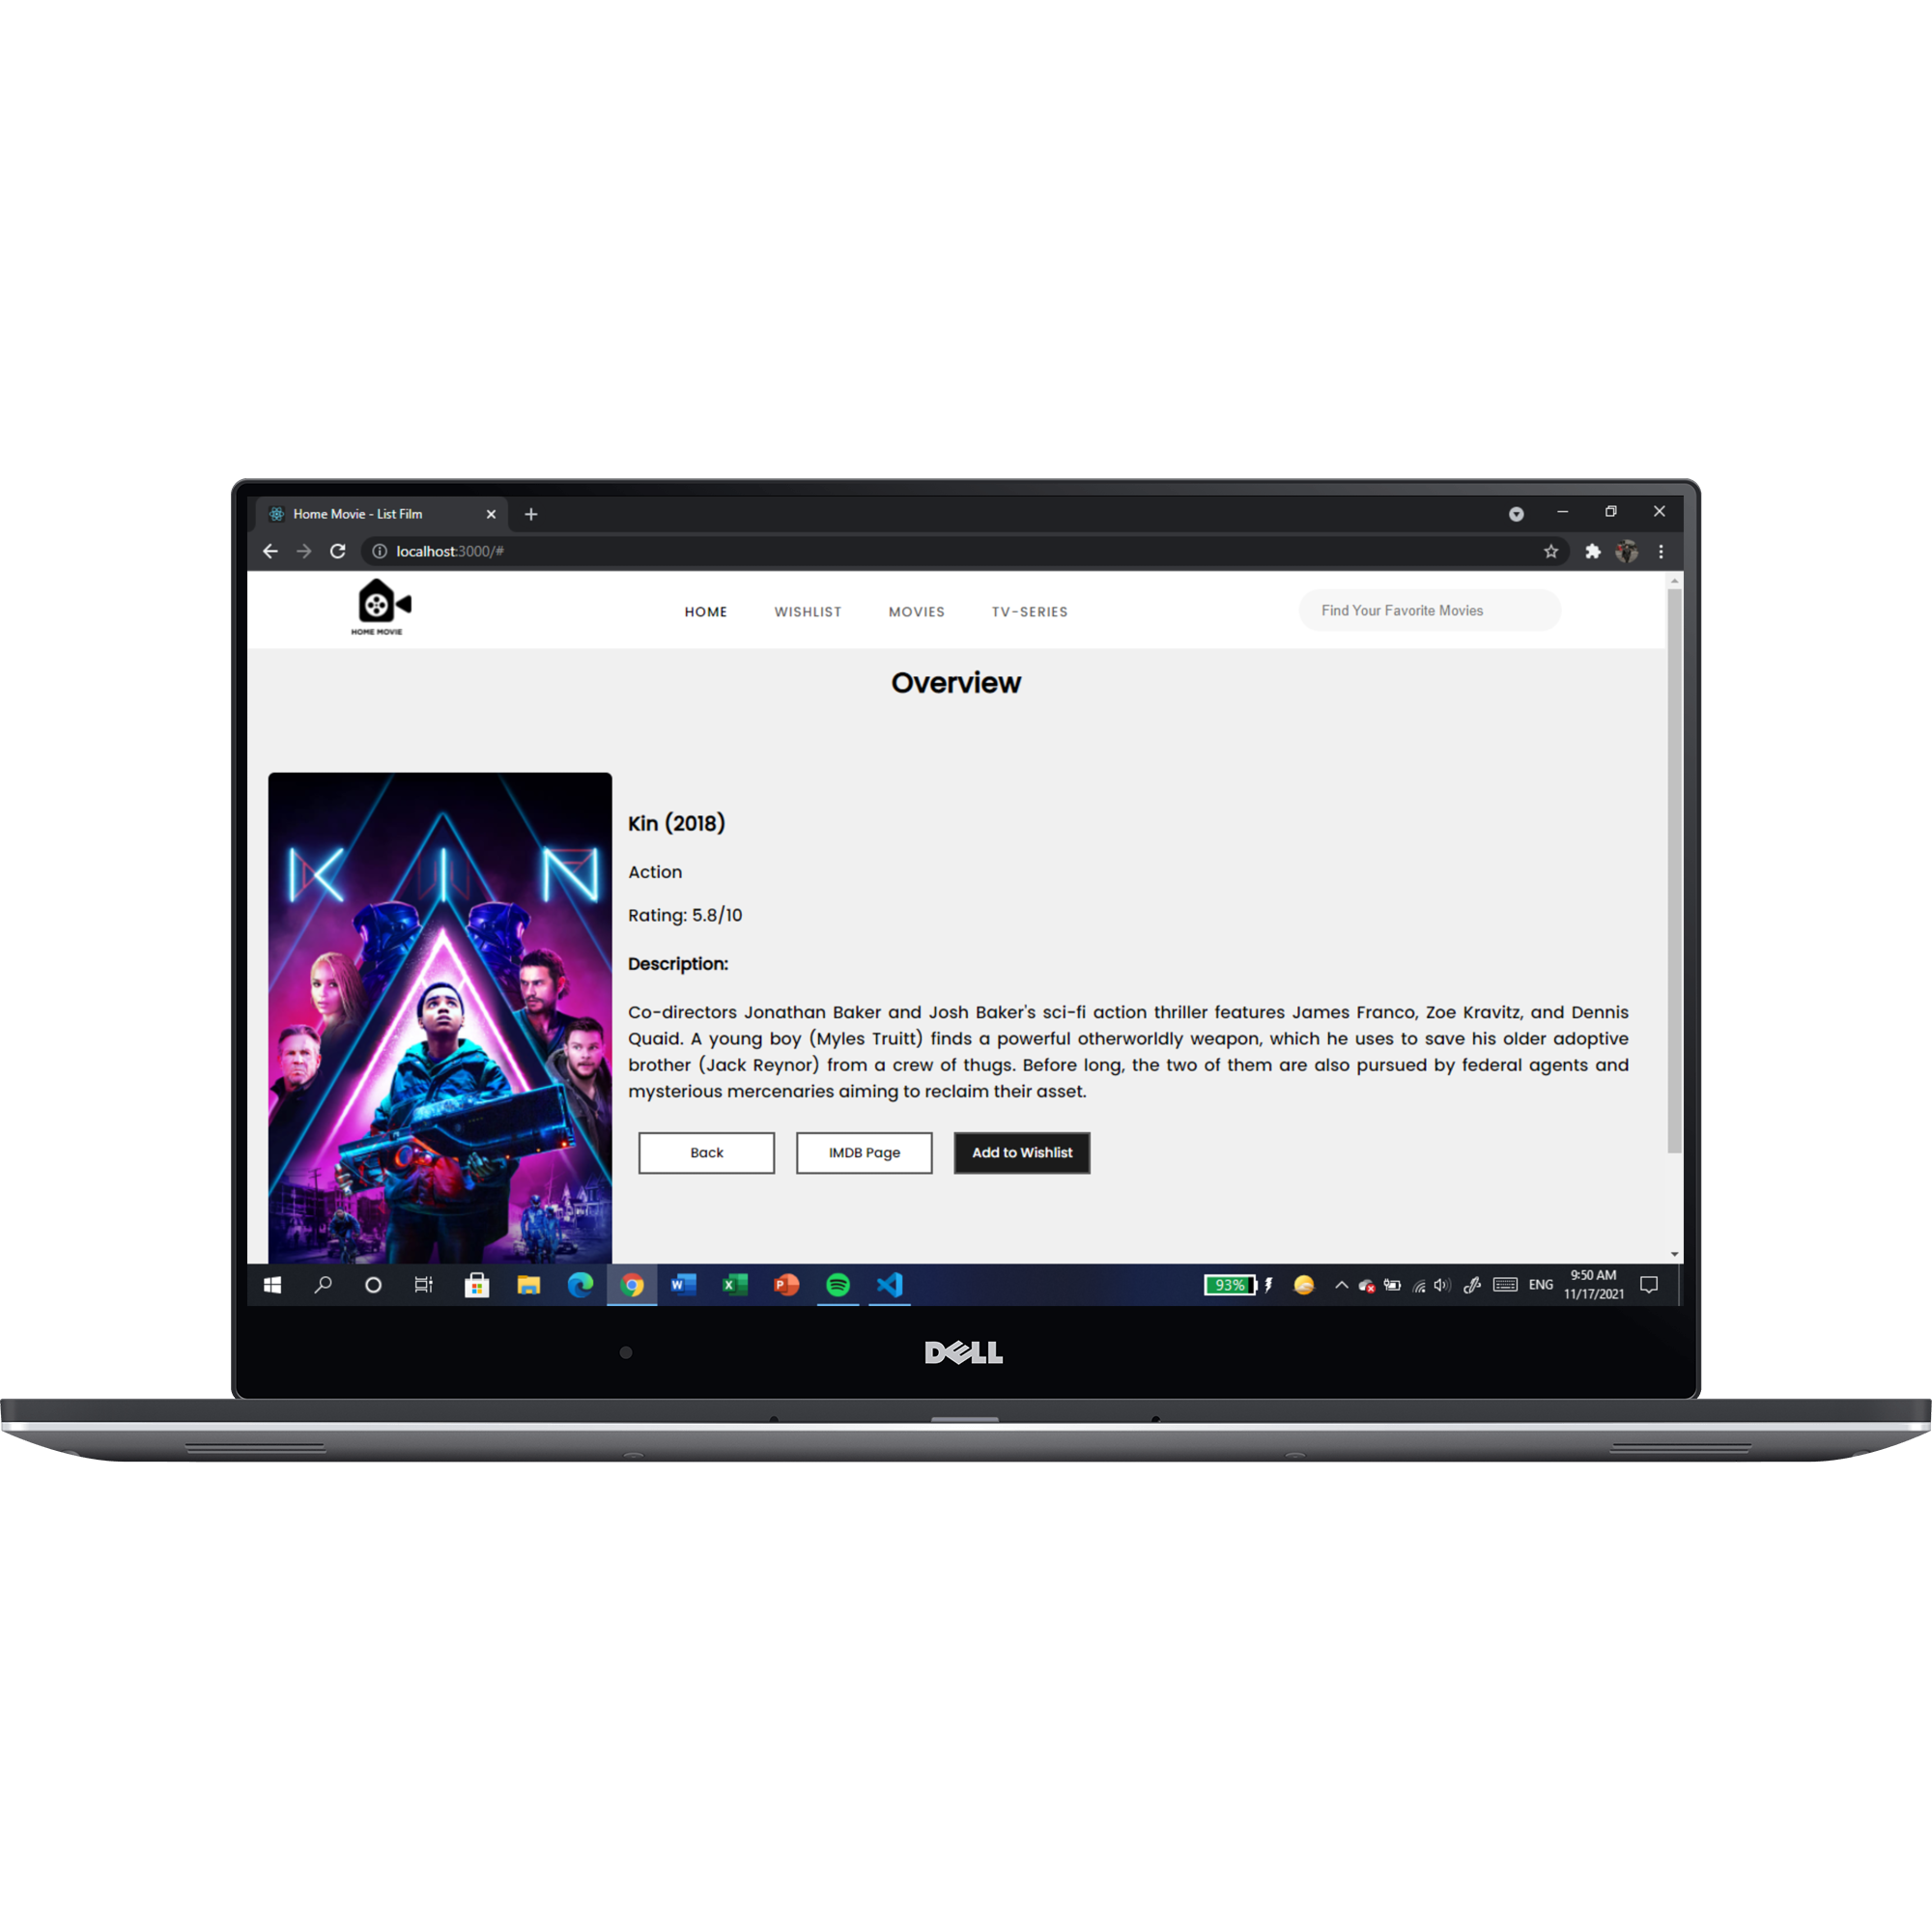 Home Movie - List Film
localhost:3000/#
HOME MOVIE
HOME WISHLIST MOVIES TV-SERIES
Find Your Favorite Movies
Overview
KIN
Kin (2018)
Action
Rating: 5.8/10
Description:
Co-directors Jonathan Baker and Josh Baker's sci-fi action thriller features James Franco, Zoe Kravitz, and Dennis
Quaid. A young boy (Myles Truitt) finds a powerful otherworldly weapon, which he uses to save his older adoptive
brother (Jack Reynor) from a crew of thugs. Before long, the two of them are also pursued by federal agents and
mysterious mercenaries aiming to reclaim their asset.
Back IMDB Page Add to Wishlist
93% ENG 9:50 AM
11/17/2021
DELL